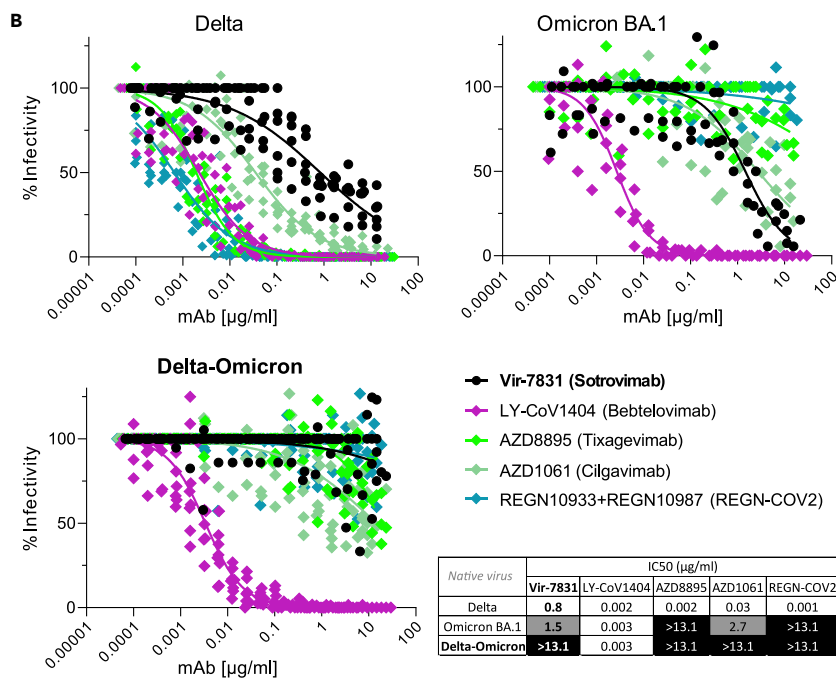 B
Delta
% Infectivity
100
50
0
0.00001
0.0001
0.001
0.01
0.1
1
10
100
mAb [µg/ml]
Omicron BA.1
% Infectivity
100
50
0
0.00001
0.0001
0.001
0.01
0.1
1
10
100
mAb [µg/ml]
Delta-Omicron
% Infectivity
100
50
0
0.00001
0.0001
0.001
0.01
0.1
1
10
100
mAb [µg/ml]
Vir-7831 (Sotrovimab)
LY-CoV1404 (Bebtelovimab)
AZD8895 (Tixagevimab)
AZD1061 (Cilgavimab)
REGN10933+REGN10987 (REGN-COV2)
Native virus IC50 (µg/ml)
Vir-7831 LY-CoV1404 AZD8895 AZD1061 REGN-COV2
Delta 0.8 0.002 0.002 0.03 0.001
Omicron BA.1 1.5 0.003 >13.1 2.7 >13.1
Delta-Omicron >13.1 0.003 >13.1 >13.1 >13.1